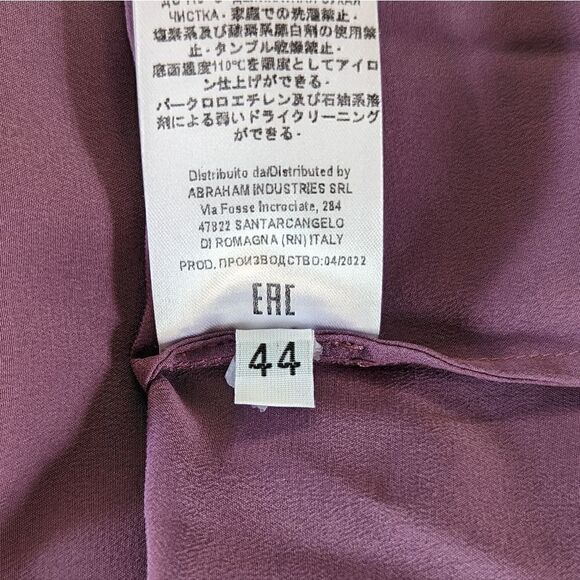 ЧИСТКА - 家庭での洗濯禁止 -
塩素系及び酸素系漂白剤の使用禁
止 - タンブル乾燥禁止 -
底面温度110℃を限度としてアイロ
ン仕上げができる -
パークロロエチレン及び石油系溶
剤による弱いドライクリーニング
ができる -
Distribuito da/Distributed by
ABRAHAM INDUSTRIES SRL
Via Fosse Incrociate, 284
47822 SANTARCANGELO
DI ROMAGNA (RN) ITALY
PROD. ПРОИЗВОДСТВО:04/2022
EAC
44